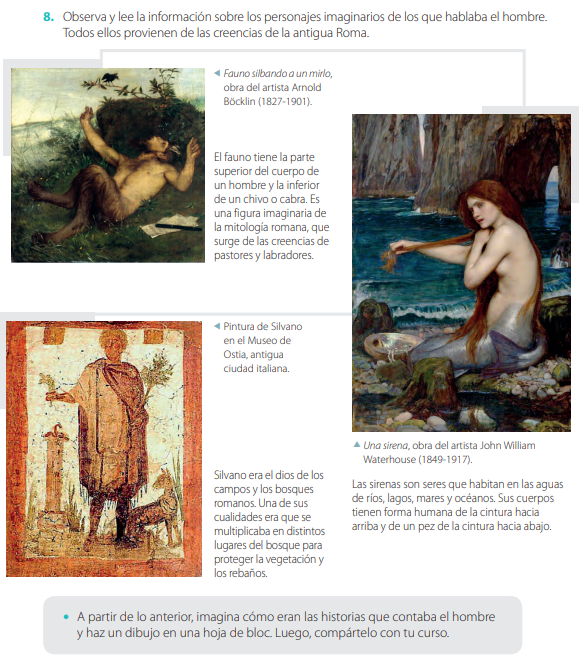 8. Observa y lee la información sobre los personajes imaginarios de los que hablaba el hombre.
Todos ellos provienen de las creencias de la antigua Roma.
Fauno silbando a un mirlo,
obra del artista Arnold
Böcklin (1827-1901).
El fauno tiene la parte
superior del cuerpo de
un hombre y la inferior
de un chivo o cabra. Es
una figura imaginaria de
la mitología romana, que
surge de las creencias de
pastores y labradores.
Pintura de Silvano
en el Museo de
Ostia, antigua
ciudad italiana.
Silvano era el dios de los
campos y los bosques
romanos. Una de sus
cualidades era que se
multiplicaba en distintos
lugares del bosque para
proteger la vegetación y
los rebaños.
Una sirena, obra del artista John William
Waterhouse (1849-1917).
Las sirenas son seres que habitan en las aguas
de ríos, lagos, mares y océanos. Sus cuerpos
tienen forma humana de la cintura hacia
arriba y de un pez de la cintura hacia abajo.
• A partir de lo anterior, imagina cómo eran las historias que contaba el hombre
y haz un dibujo en una hoja de bloc. Luego, compártelo con tu curso.